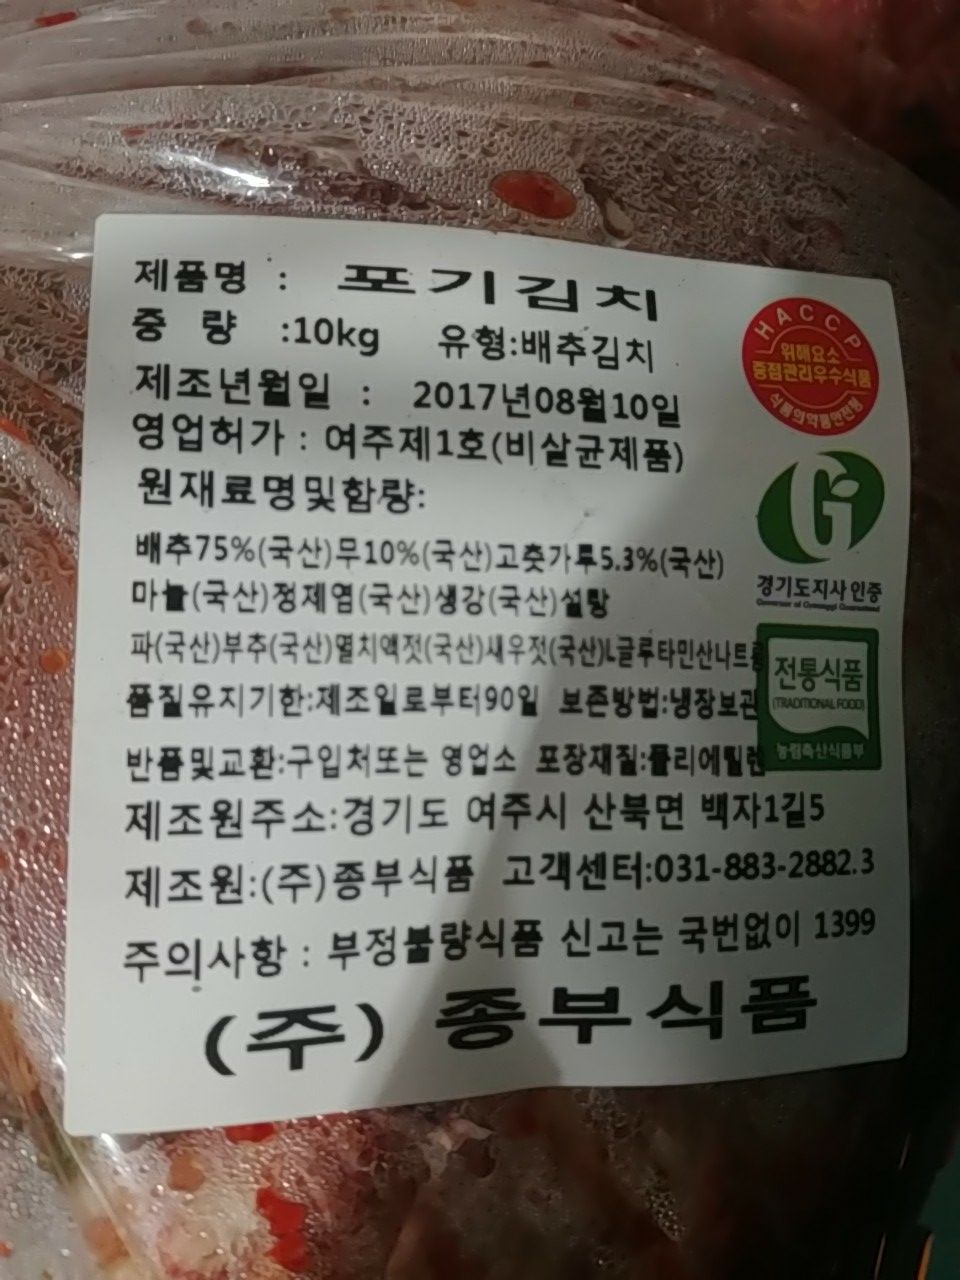 제품명 : 포기김치
중 량 :10kg 유형:배추김치
제조년월일 : 2017년08월10일
영업허가 : 여주제1호(비살균제품)
원재료명및함량:
배추75%(국산)무10%(국산)고춧가루5.3%(국산)
마늘(국산)정제염(국산)생강(국산)설탕
파(국산)부추(국산)멸치액젓(국산)새우젓(국산)L글루타민산나트륨
품질유지기한:제조일로부터90일 보존방법:냉장보관
반품및교환:구입처또는 영업소 포장재질:폴리에틸렌
제조원주소:경기도 여주시 산북면 백자1길5
제조원:(주)종부식품 고객센터:031-883-2882.3
주의사항 : 부정불량식품 신고는 국번없이 1399
(주) 종부식품
HACCP
위해요소
중점관리우수식품
식품의약품안전청
G
경기도지사 인증
Governor of Gyeonggi Guaranteed
전통식품
(TRADITIONAL FOOD)
농림축산식품부